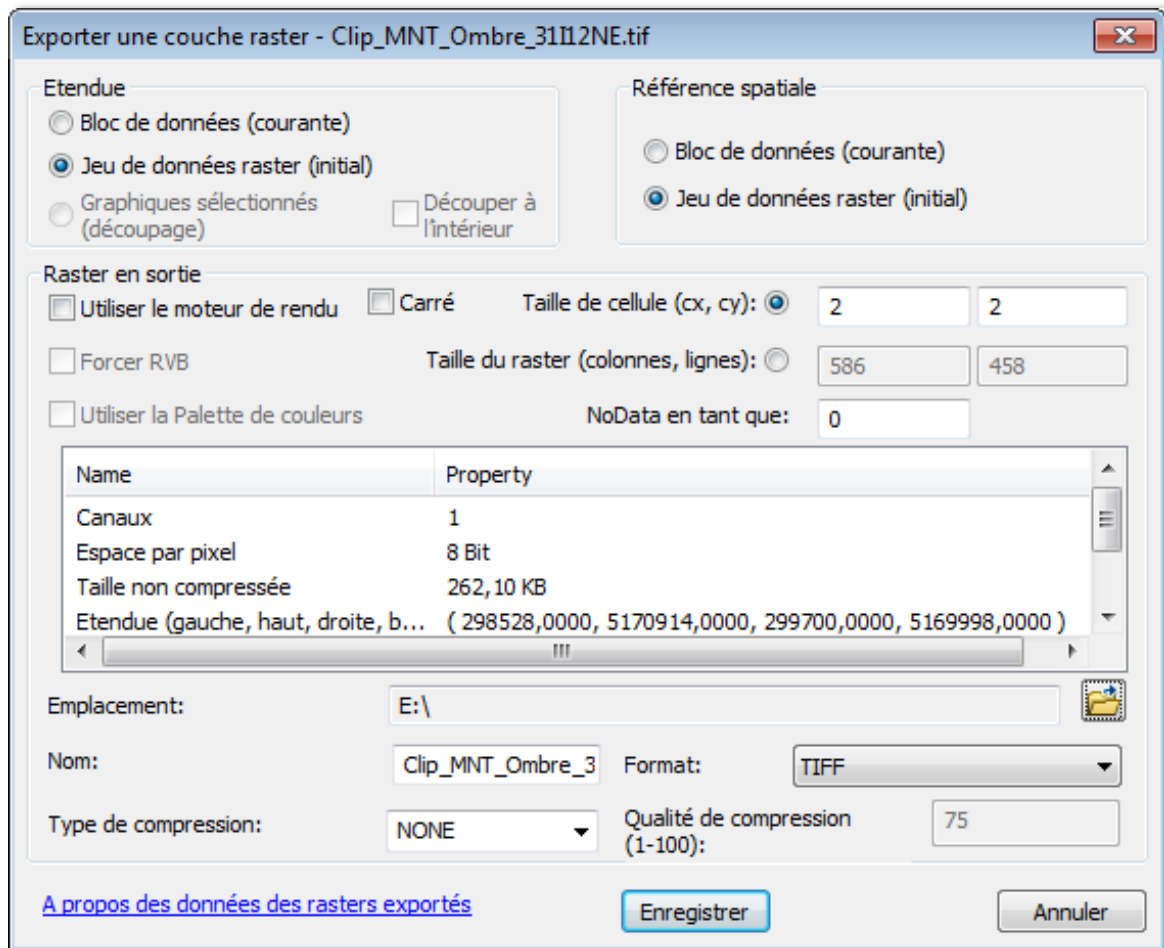 Exporter une couche raster - Clip_MNT_Ombre_31I12NE.tif
Etendue
Bloc de données (courante)
Jeu de données raster (initial)
Graphiques sélectionnés
(découpage)
Découper à
l'intérieur
Référence spatiale
Bloc de données (courante)
Jeu de données raster (initial)
Raster en sortie
Utiliser le moteur de rendu
Carré
Taille de cellule (cx, cy):
2
2
Forcer RVB
Taille du raster (colonnes, lignes):
586
458
Utiliser la Palette de couleurs
NoData en tant que:
0
Name
Property
Canaux
1
Espace par pixel
8 Bit
Taille non compressée
262,10 KB
Etendue (gauche, haut, droite, b...
( 298528,0000, 5170914,0000, 299700,0000, 5169998,0000 )
Emplacement:
E:\
Nom:
Clip_MNT_Ombre_3
Format:
TIFF
Type de compression:
NONE
Qualité de compression
(1-100):
75
A propos des données des rasters exportés
Enregistrer
Annuler